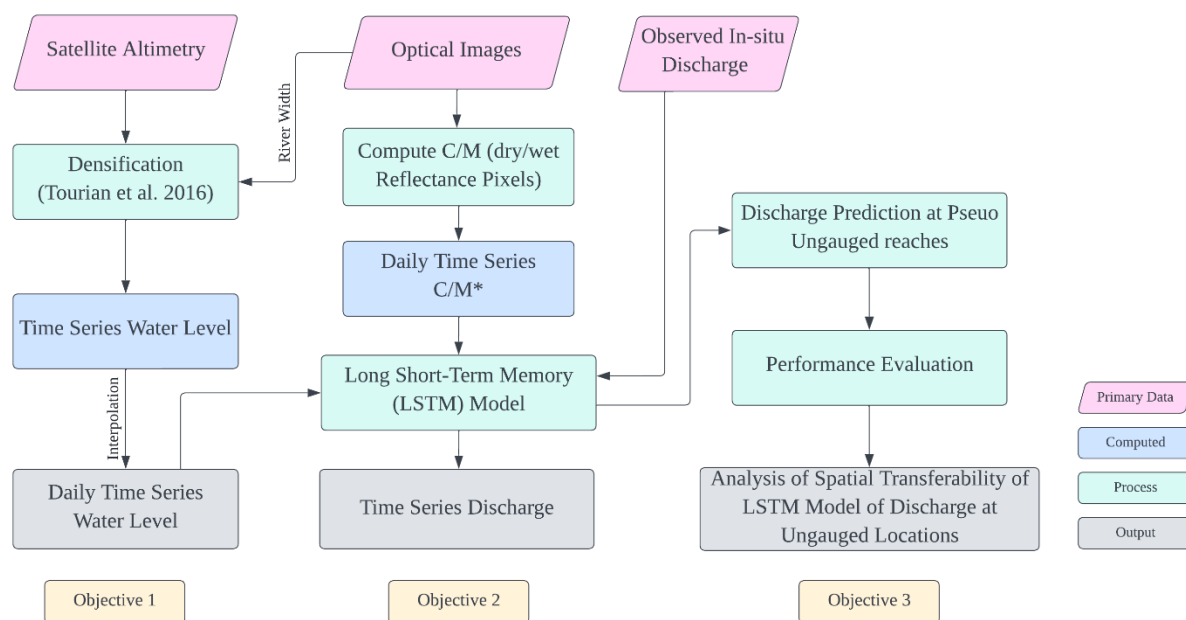 Satellite Altimetry
Optical Images
Observed In-situ
Discharge
River Width
Densification
(Tourian et al. 2016)
Compute C/M (dry/wet
Reflectance Pixels)
Discharge Prediction at Pseuo
Ungauged reaches
Daily Time Series
C/M*
Time Series Water Level
Long Short-Term Memory
(LSTM) Model
Performance Evaluation
Interpolation
Daily Time Series
Water Level
Time Series Discharge
Analysis of Spatial Transferability of
LSTM Model of Discharge at
Ungauged Locations
Primary Data
Computed
Process
Output
Objective 1
Objective 2
Objective 3